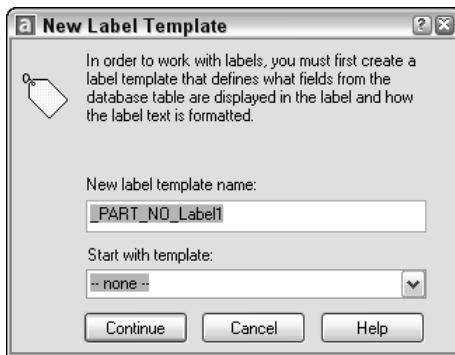 a New Label Template ? X
In order to work with labels, you must first create a
label template that defines what fields from the
database table are displayed in the label and how
the label text is formatted.
New label template name:
_PART_NO_Label1
Start with template:
-- none --
Continue Cancel Help